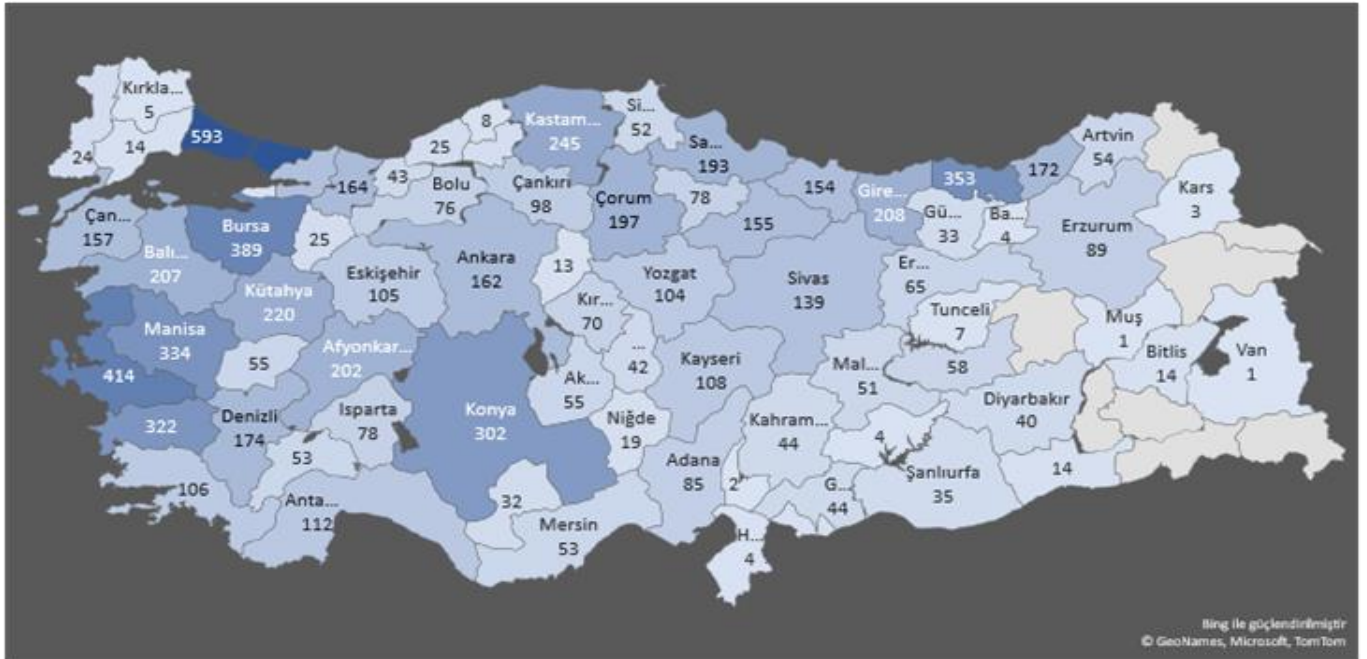 Kırkla...
5
593
24
14
8
25
Kastam...
245
Si...
52
Sa...
193
Artvin
54
172
353
Kars
3
164
43
Bolu
76
Çankırı
98
Çorum
197
78
154
155
Gire...
208
Gü...
33
Ba...
4
Erzurum
89
Çan...
157
Bursa
389
25
Balı...
207
Eskişehir
105
Ankara
162
13
Yozgat
104
Sivas
139
Er...
65
Kütahya
220
Kır...
70
Tunceli
7
Muş
1
Manisa
334
55
Afyonkar...
202
...
42
Kayseri
108
Mal...
51
58
Bitlis
14
Van
1
414
Ak...
55
Konya
302
Isparta
78
Denizli
174
322
Niğde
19
Kahram...
44
4
Diyarbakır
40
53
Adana
85
2
G...
44
Şanlıurfa
35
14
106
Anta...
112
32
Mersin
53
H...
4
Bing ile güçlendirilmiştir
© GeoNames, Microsoft, TomTom